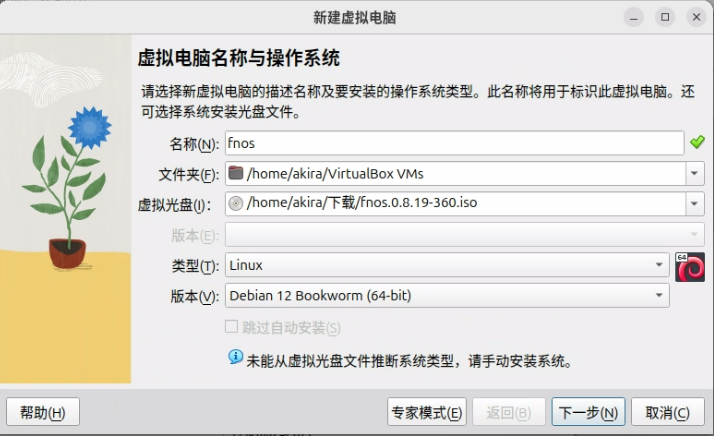 新建虚拟电脑
虚拟电脑名称与操作系统
请选择新虚拟电脑的描述名称及要安装的操作系统类型。此名称将用于标识此虚拟电脑。还
可选择系统安装光盘文件。
名称(N): fnos
文件夹(F): /home/akira/VirtualBox VMs
虚拟光盘(I): /home/akira/下载/fnos.0.8.19-360.iso
版本(E):
类型(T): Linux 64
版本(V): Debian 12 Bookworm (64-bit)
跳过自动安装(S)
未能从虚拟光盘文件推断系统类型，请手动安装系统。
帮助(H) 专家模式(E) 返回(B) 下一步(N) 取消(C)